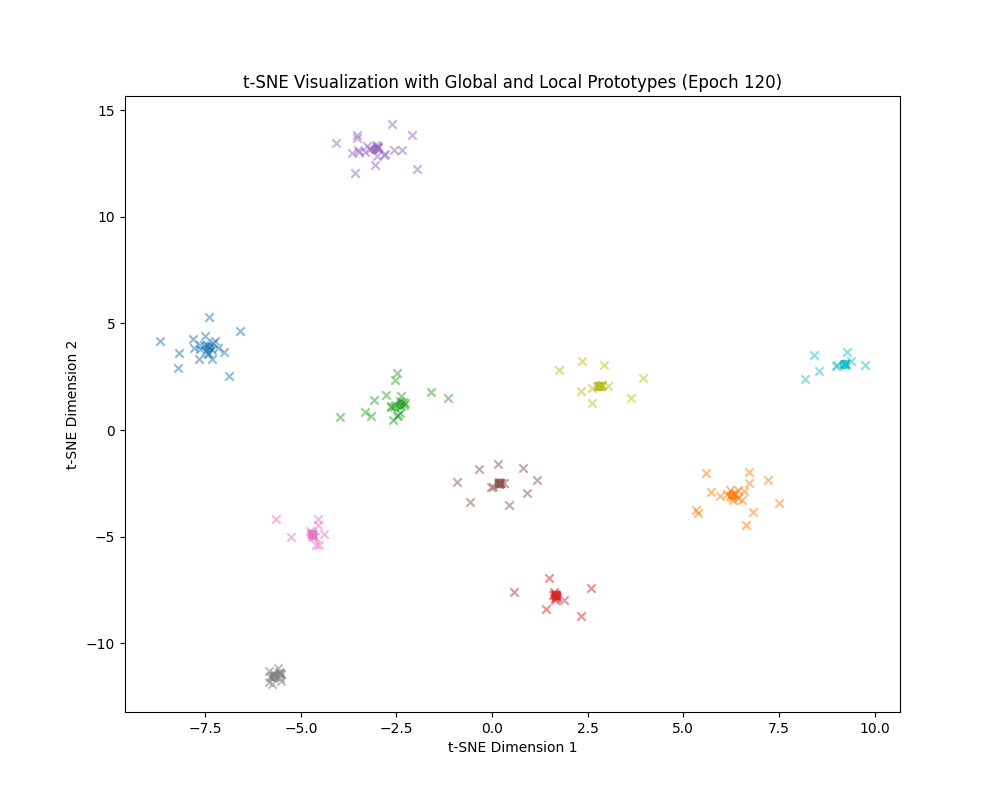 t-SNE Visualization with Global and Local Prototypes (Epoch 120)
15
10
5
0
−5
−10
t-SNE Dimension 2
−7.5 −5.0 −2.5 0.0 2.5 5.0 7.5 10.0
t-SNE Dimension 1